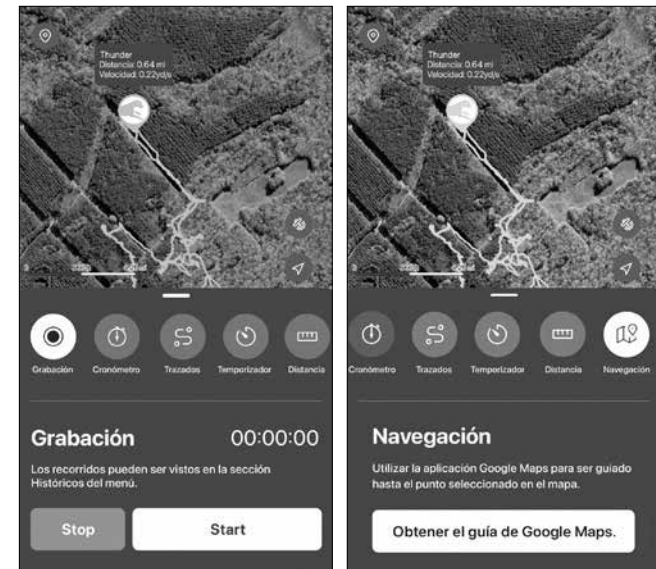 Thunder
Distancia: 0.64 mi
Velocidad: 0.22yd/s
Grabación
Cronómetro
Trazados
Temporizador
Distancia
Grabación
00:00:00
Los recorridos pueden ser vistos en la sección
Históricos del menú.
Stop
Start
Thunder
Distancia: 0.64 mi
Velocidad: 0.22yd/s
Cronómetro
Trazados
Temporizador
Distancia
Navegación
Navegación
Utilizar la aplicación Google Maps para ser guiado
hasta el punto seleccionado en el mapa.
Obtener el guía de Google Maps.